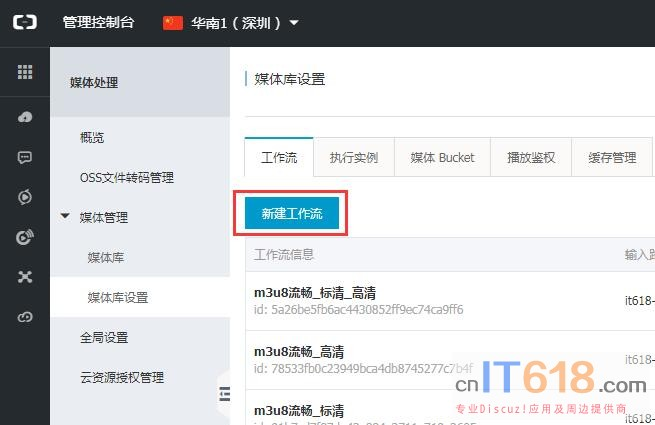 管理控制台 华南1（深圳）
媒体处理
概览
OSS文件转码管理
媒体管理
媒体库
媒体库设置
全局设置
云资源授权管理
媒体库设置
工作流 执行实例 媒体 Bucket 播放鉴权 缓存管理
新建工作流
工作流信息 输入路
m3u8流畅_标清_高清
id: 5a26be5fb6ac4430852ff9ec74ca9ff6 it618-
m3u8流畅_高清
id: 78533fb0c23949bca4db8745277c7b4f it618-
m3u8流畅_标清
it618-
cnIT618.com
专业Discuz!应用及周边提供商